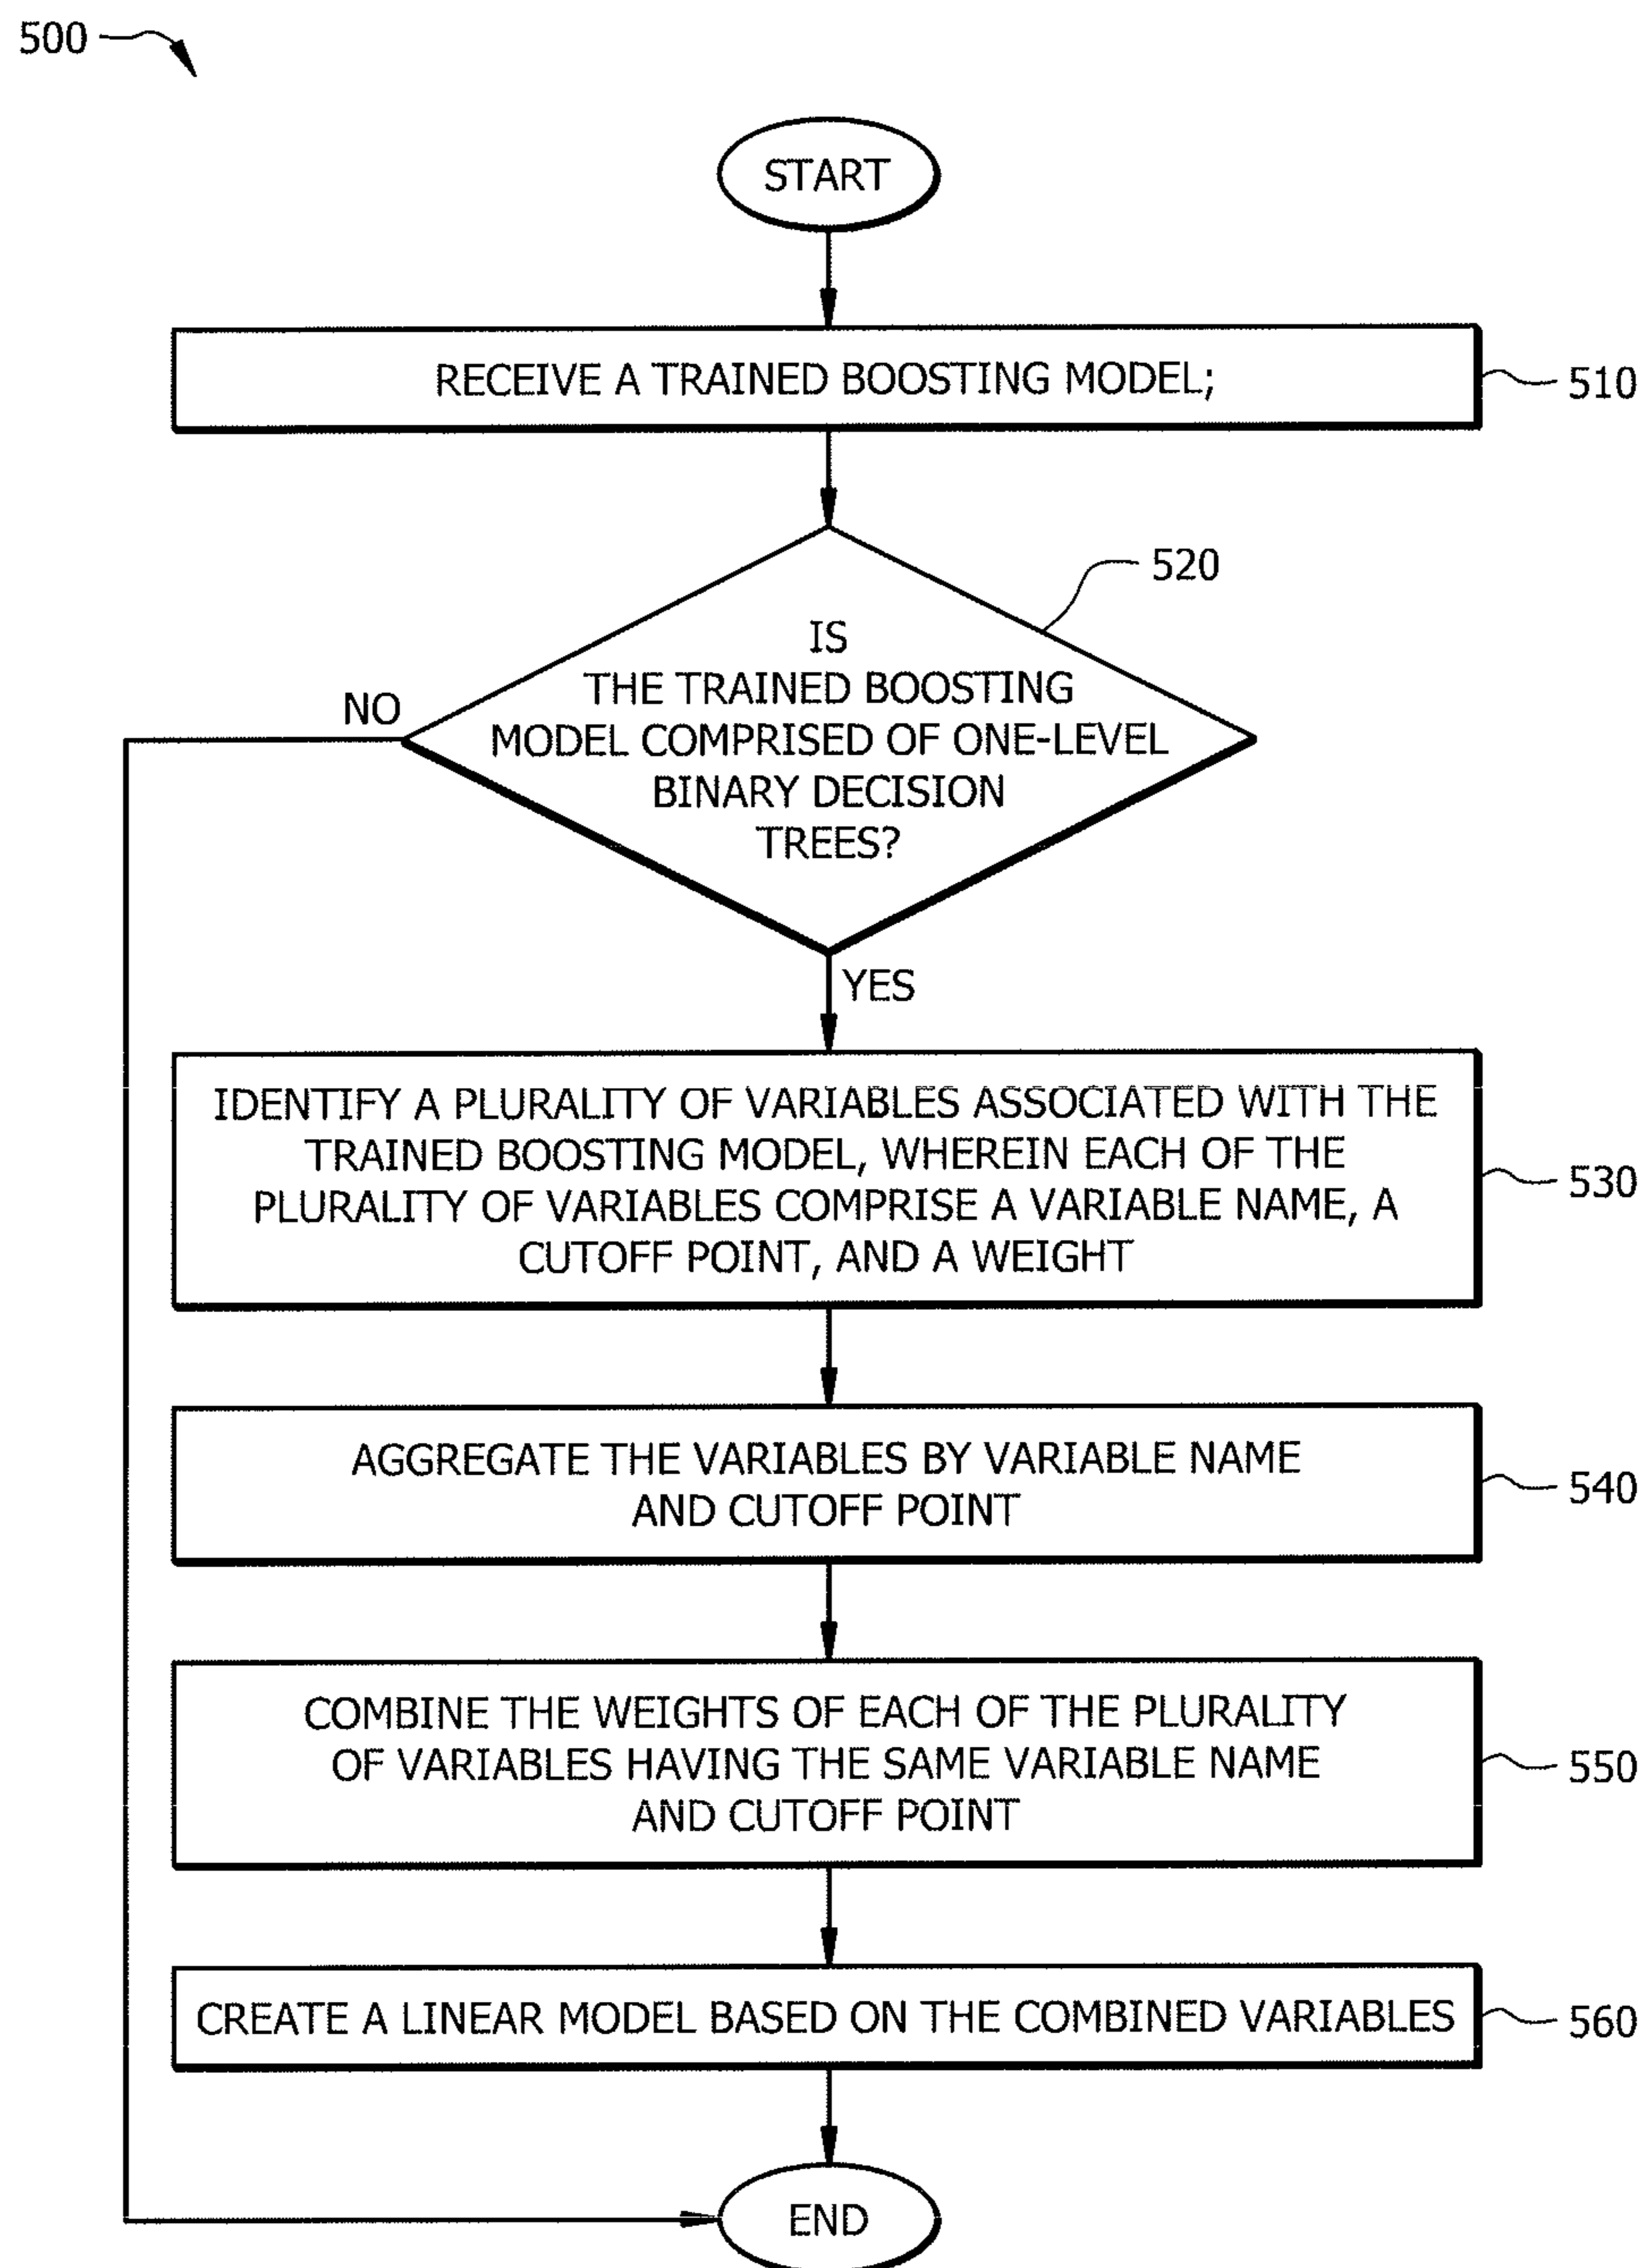 500
START
RECEIVE A TRAINED BOOSTING MODEL;
510
520
IS
THE TRAINED BOOSTING
MODEL COMPRISED OF ONE-LEVEL
BINARY DECISION
TREES?
NO
YES
IDENTIFY A PLURALITY OF VARIABLES ASSOCIATED WITH THE
TRAINED BOOSTING MODEL, WHEREIN EACH OF THE
PLURALITY OF VARIABLES COMPRISE A VARIABLE NAME, A
CUTOFF POINT, AND A WEIGHT
530
AGGREGATE THE VARIABLES BY VARIABLE NAME
AND CUTOFF POINT
540
COMBINE THE WEIGHTS OF EACH OF THE PLURALITY
OF VARIABLES HAVING THE SAME VARIABLE NAME
AND CUTOFF POINT
550
CREATE A LINEAR MODEL BASED ON THE COMBINED VARIABLES
560
END